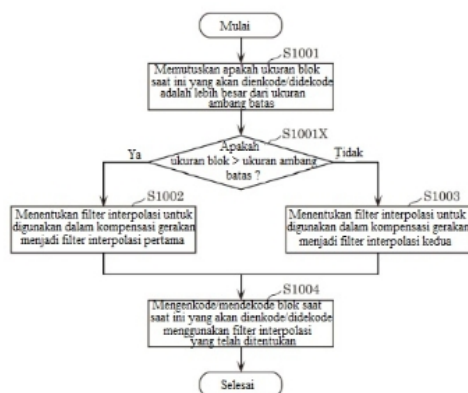 Mulai
S1001
Memutuskan apakah ukuran blok
saat ini yang akan dienkode/didekode
adalah lebih besar dari ukuran
ambang batas
S1001X
Apakah
ukuran blok > ukuran ambang
batas ?
Ya
Tidak
S1002
Menentukan filter interpolasi untuk
digunakan dalam kompensasi gerakan
menjadi filter interpolasi pertama
S1003
Menentukan filter interpolasi untuk
digunakan dalam kompensasi gerakan
menjadi filter interpolasi kedua
S1004
Mengenkode/mendekode blok saat
saat ini yang akan dienkode/didekode
menggunakan filter interpolasi
yang telah ditentukan
Selesai